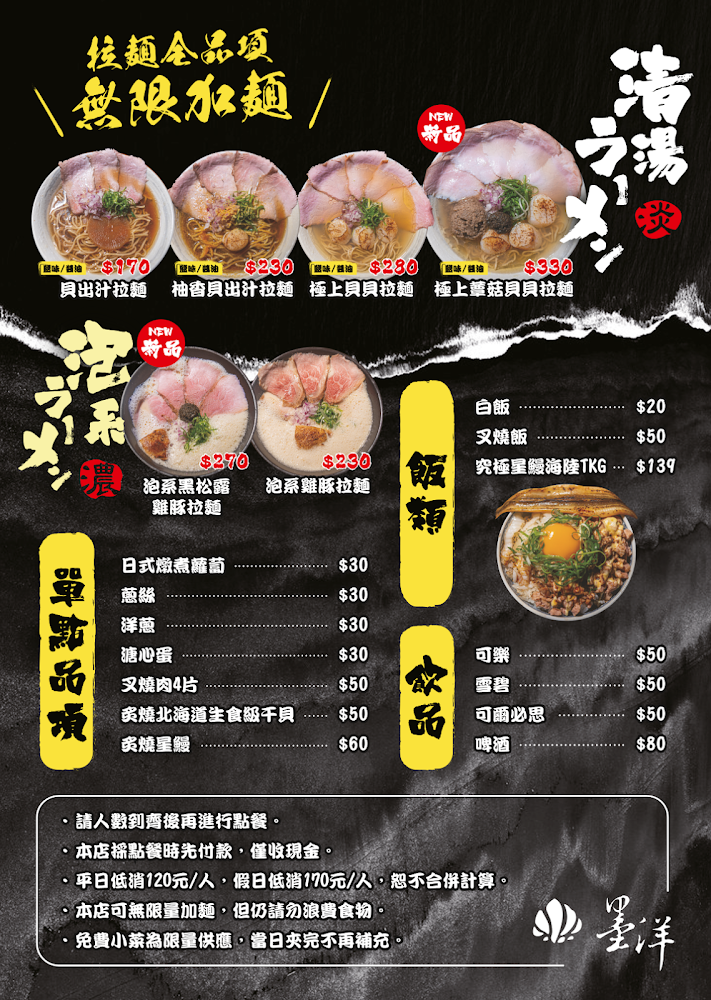 拉麵全品項
無限加麵
清湯
ラーメン
淡
NEW
新品
鹽味/醬油 $170
貝出汁拉麵
鹽味/醬油 $230
柚香貝出汁拉麵
鹽味/醬油 $280
極上貝貝拉麵
鹽味/醬油 $330
極上蕈菇貝貝拉麵
泡系
ラーメン
濃
NEW
新品
$270
泡系黑松露
雞豚拉麵
$230
泡系雞豚拉麵
飯類
白飯 $20
叉燒飯 $50
究極星鰻海陸TKG $139
單點品項
日式燉煮蘿蔔 $30
蔥絲 $30
洋蔥 $30
溏心蛋 $30
叉燒肉4片 $50
炙燒北海道生食級干貝 $50
炙燒星鰻 $60
飲品
可樂 $50
雪碧 $50
可爾必思 $50
啤酒 $80
・請人數到齊後再進行點餐。
・本店採點餐時先付款，僅收現金。
・平日低消120元/人，假日低消170元/人，恕不合併計算。
・本店可無限量加麵，但仍請勿浪費食物。
・免費小菜為限量供應，當日夾完不再補充。
墨洋